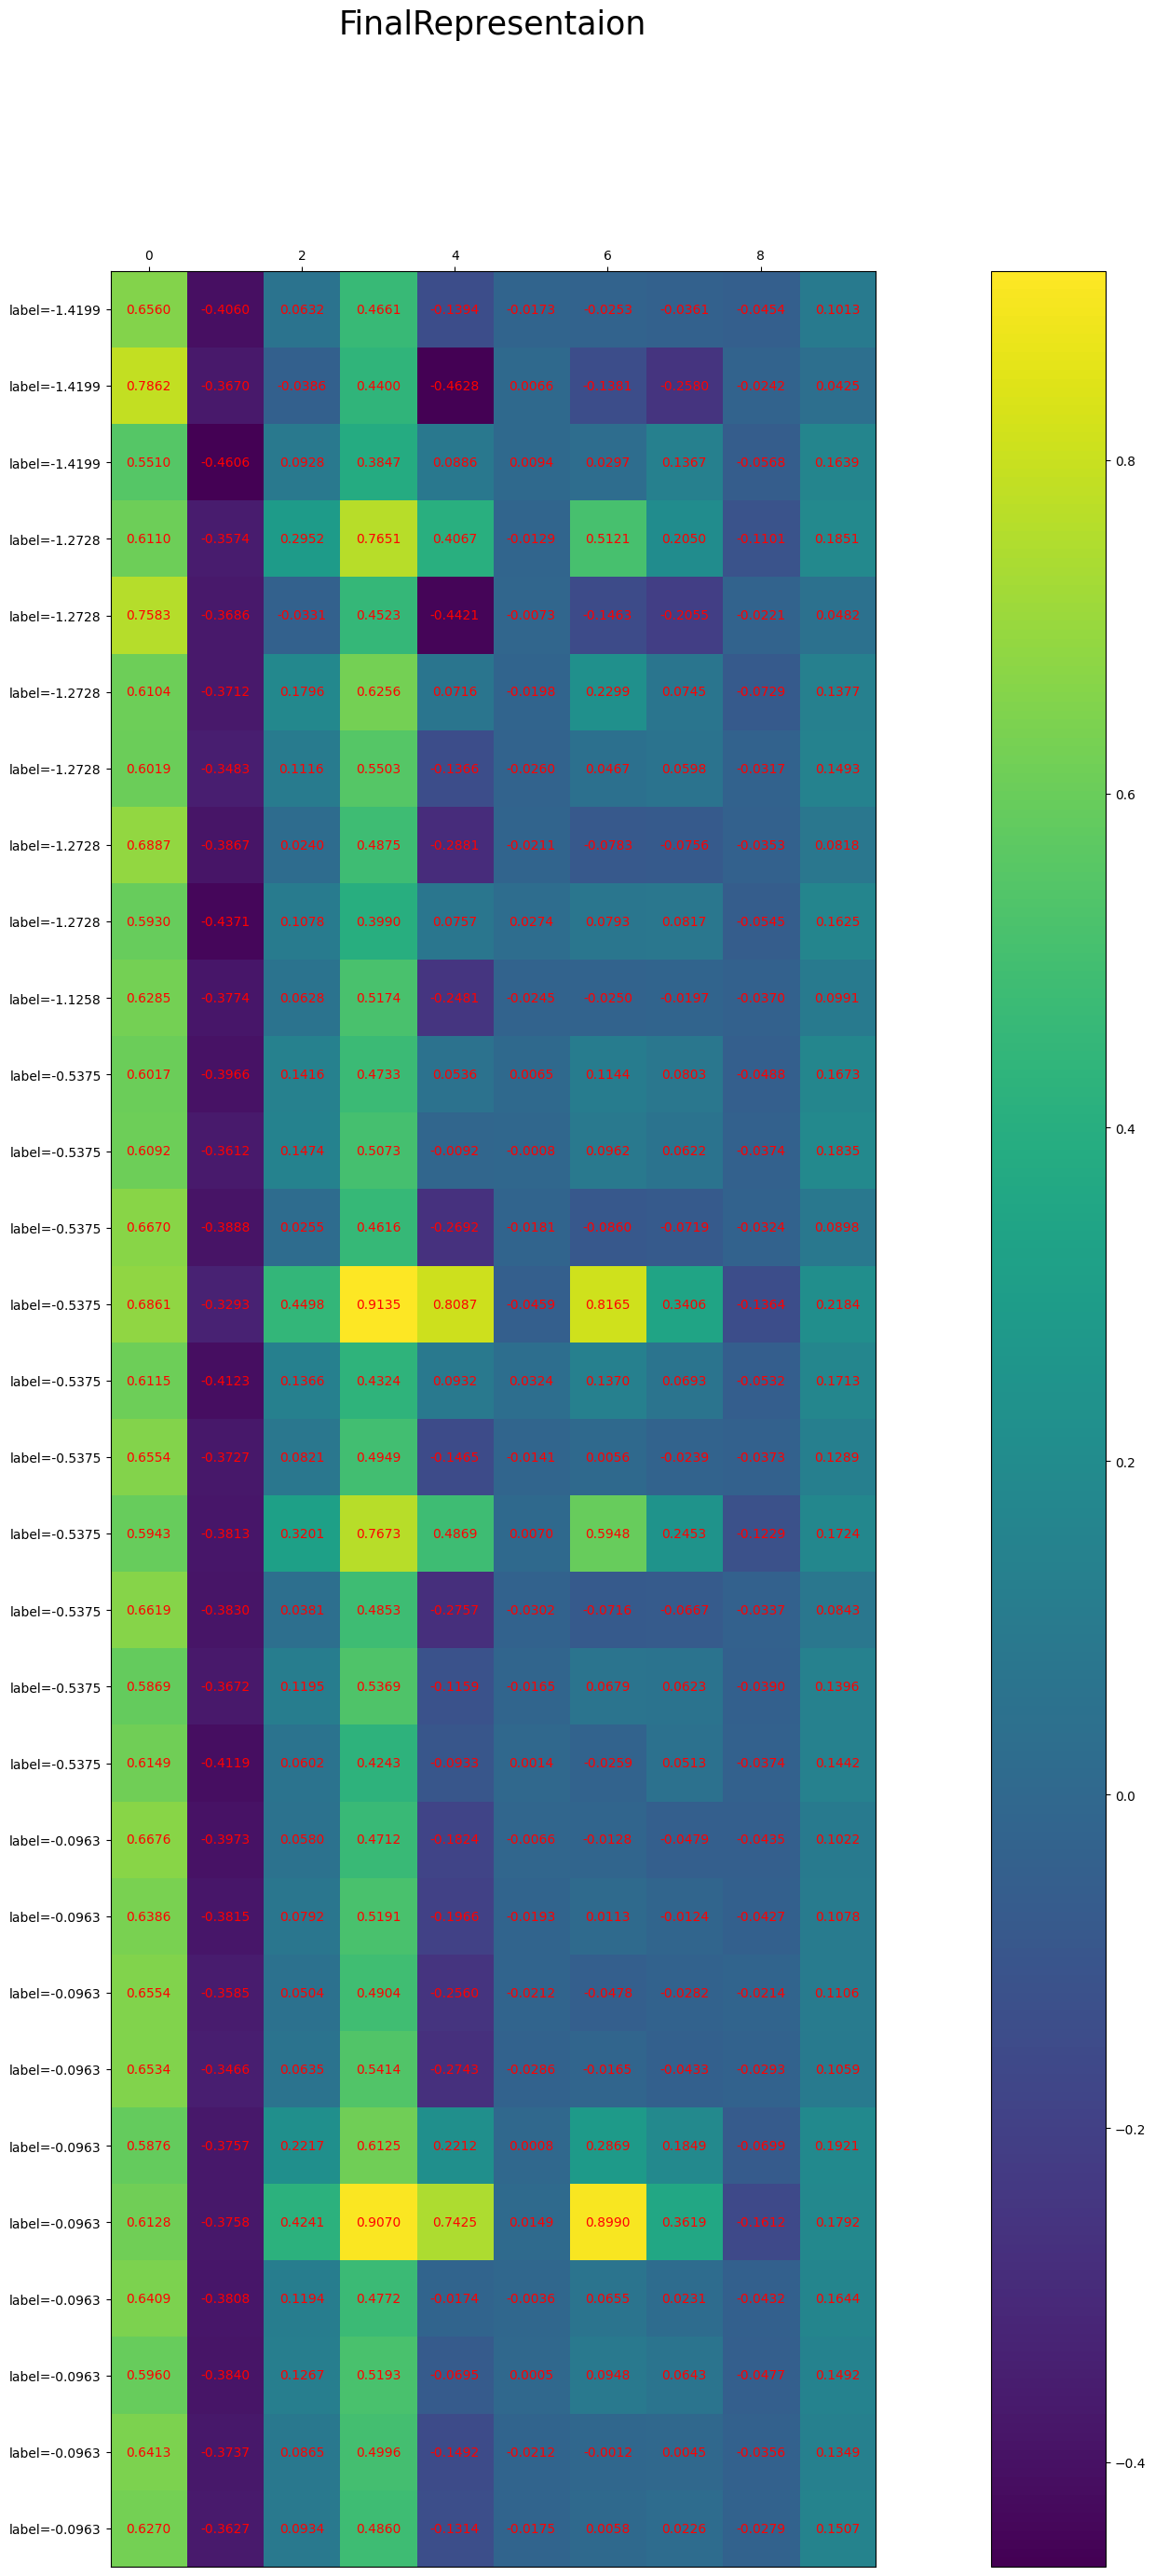 FinalRepresentaion
0 2 4 6 8
label=-1.4199 0.6560 -0.4060 0.0632 0.4661 -0.1394 -0.0173 -0.0253 -0.0361 -0.0454 0.1013
label=-1.4199 0.7862 -0.3670 -0.0386 0.4400 -0.4628 0.0066 -0.1381 -0.2580 -0.0242 0.0425
label=-1.4199 0.5510 -0.4606 0.0928 0.3847 0.0886 0.0094 0.0297 0.1367 -0.0568 0.1639
label=-1.2728 0.6110 -0.3574 0.2952 0.7651 0.4067 -0.0129 0.5121 0.2050 -0.1101 0.1851
label=-1.2728 0.7583 -0.3686 -0.0331 0.4523 -0.4421 -0.0073 -0.1463 -0.2055 -0.0221 0.0482
label=-1.2728 0.6104 -0.3712 0.1796 0.6256 0.0716 -0.0198 0.2299 0.0745 -0.0729 0.1377
label=-1.2728 0.6019 -0.3483 0.1116 0.5503 -0.1366 -0.0260 0.0467 0.0598 -0.0317 0.1493
label=-1.2728 0.6887 -0.3867 0.0240 0.4875 -0.2881 -0.0211 -0.0783 -0.0756 -0.0353 0.0818
label=-1.2728 0.5930 -0.4371 0.1078 0.3990 0.0757 0.0274 0.0793 0.0817 -0.0545 0.1625
label=-1.1258 0.6285 -0.3774 0.0628 0.5174 -0.2481 -0.0245 -0.0250 -0.0197 -0.0370 0.0991
label=-0.5375 0.6017 -0.3966 0.1416 0.4733 0.0536 0.0065 0.1144 0.0803 -0.0488 0.1673
label=-0.5375 0.6092 -0.3612 0.1474 0.5073 -0.0092 -0.0008 0.0962 0.0622 -0.0374 0.1835
label=-0.5375 0.6670 -0.3888 0.0255 0.4616 -0.2692 -0.0181 -0.0860 -0.0719 -0.0324 0.0898
label=-0.5375 0.6861 -0.3293 0.4498 0.9135 0.8087 -0.0459 0.8165 0.3406 -0.1364 0.2184
label=-0.5375 0.6115 -0.4123 0.1366 0.4324 0.0932 0.0324 0.1370 0.0693 -0.0532 0.1713
label=-0.5375 0.6554 -0.3727 0.0821 0.4949 -0.1465 -0.0141 0.0056 -0.0239 -0.0373 0.1289
label=-0.5375 0.5943 -0.3813 0.3201 0.7673 0.4869 0.0070 0.5948 0.2453 -0.1229 0.1724
label=-0.5375 0.6619 -0.3830 0.0381 0.4853 -0.2757 -0.0302 -0.0716 -0.0667 -0.0337 0.0843
label=-0.5375 0.5869 -0.3672 0.1195 0.5369 -0.1159 -0.0165 0.0679 0.0623 -0.0390 0.1396
label=-0.5375 0.6149 -0.4119 0.0602 0.4243 -0.0933 0.0014 -0.0259 0.0513 -0.0374 0.1442
label=-0.0963 0.6676 -0.3973 0.0580 0.4712 -0.1824 -0.0066 -0.0128 -0.0479 -0.0435 0.1022
label=-0.0963 0.6386 -0.3815 0.0792 0.5191 -0.1906 -0.0193 0.0113 -0.0124 -0.0427 0.1078
label=-0.0963 0.6554 -0.3585 0.0504 0.4904 -0.2560 -0.0212 -0.0478 -0.0282 -0.0214 0.1106
label=-0.0963 0.6534 -0.3466 0.0635 0.5414 -0.2743 -0.0286 -0.0165 -0.0433 -0.0293 0.1059
label=-0.0963 0.5876 -0.3757 0.2217 0.6125 0.2212 0.0008 0.2869 0.1849 -0.0699 0.1921
label=-0.0963 0.6128 -0.3758 0.4241 0.9070 0.7425 0.0149 0.8990 0.3619 -0.1612 0.1792
label=-0.0963 0.6409 -0.3808 0.1194 0.4772 -0.0174 -0.0036 0.0655 0.0231 -0.0432 0.1644
label=-0.0963 0.5960 -0.3840 0.1267 0.5193 -0.0695 0.0005 0.0948 0.0643 -0.0477 0.1492
label=-0.0963 0.6413 -0.3737 0.0865 0.4996 -0.1492 -0.0212 -0.0012 0.0045 -0.0356 0.1349
label=-0.0963 0.6270 -0.3627 0.0934 0.4860 -0.1314 -0.0175 0.0058 0.0226 -0.0279 0.1507
0.8
0.6
0.4
0.2
0.0
−0.2
−0.4